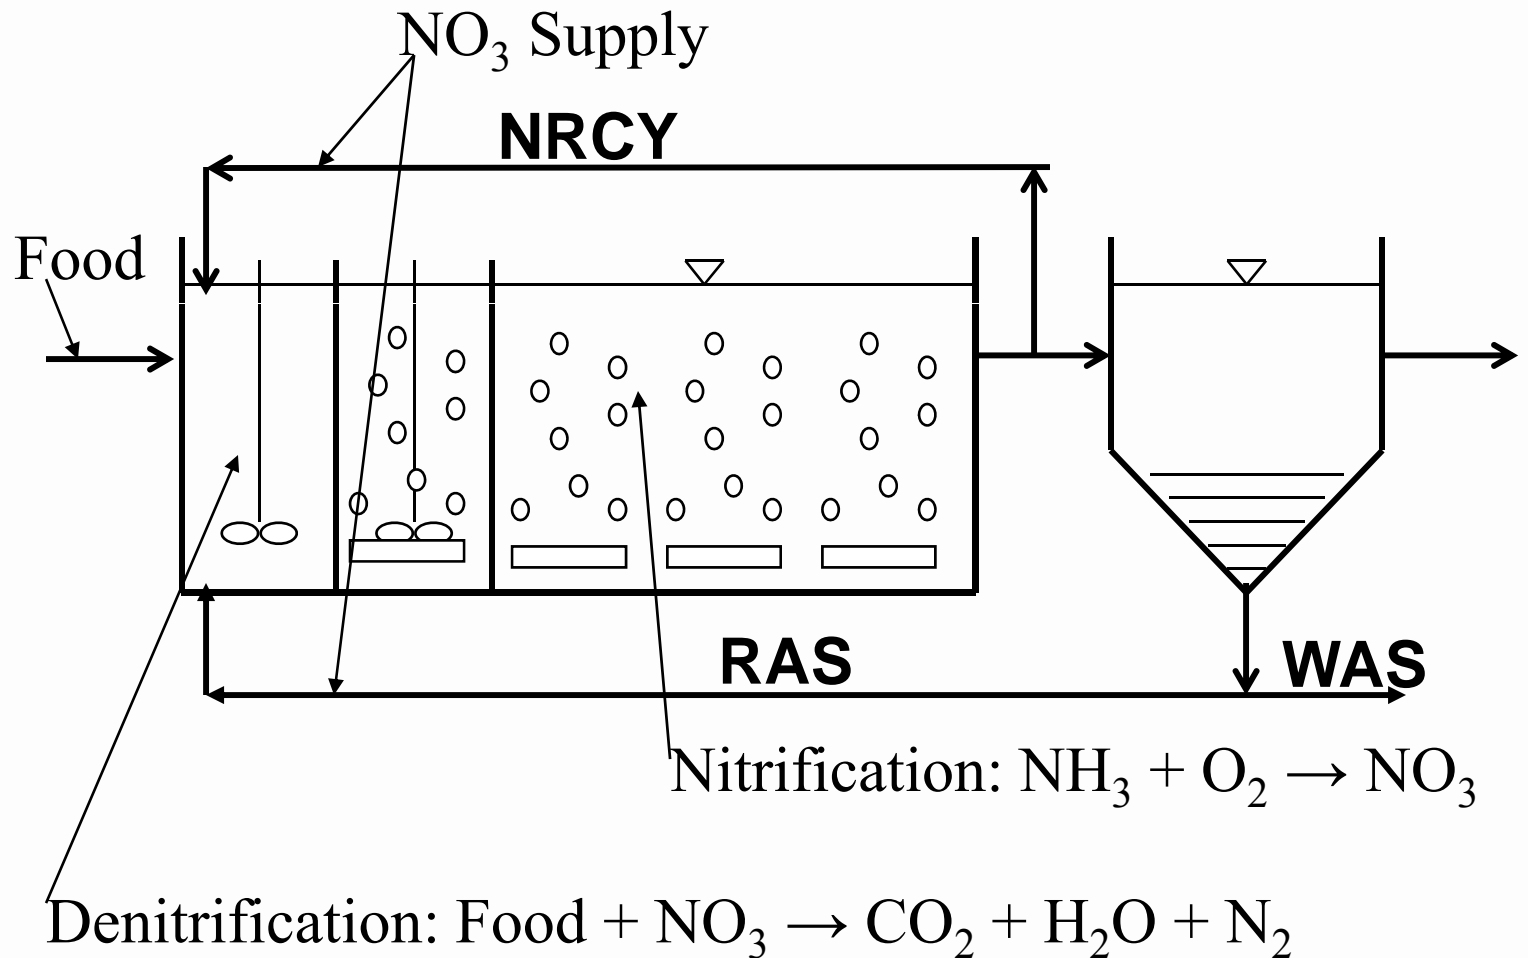 NO₃ Supply
NRCY
Food
RAS
WAS
Nitrification: NH₃ + O₂ → NO₃
Denitrification: Food + NO₃ → CO₂ + H₂O + N₂